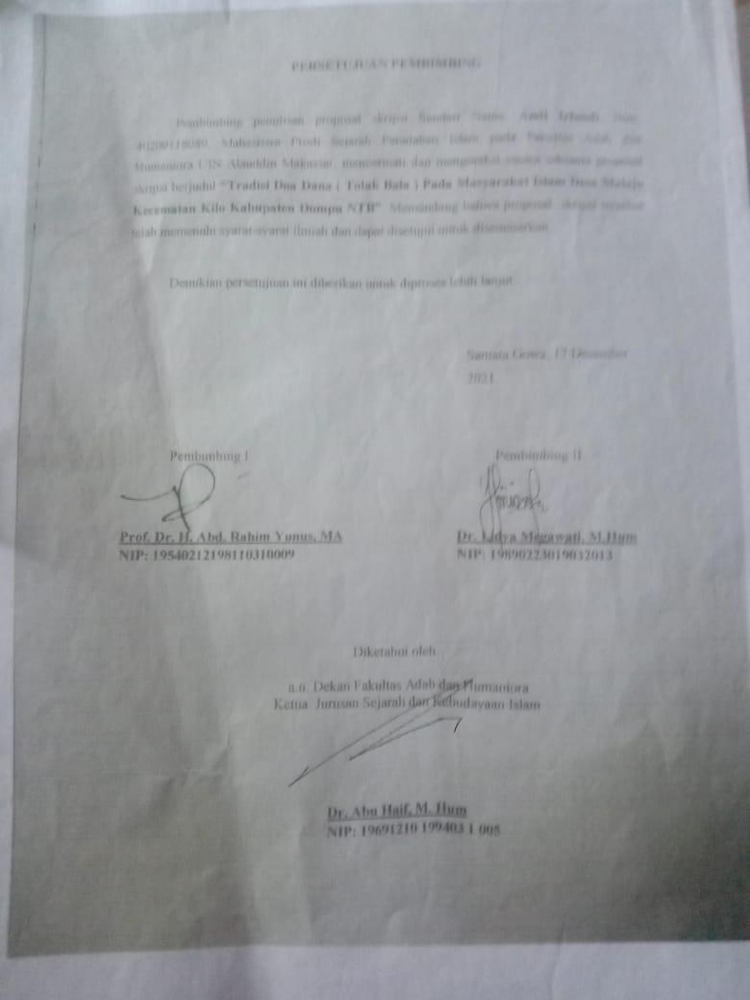 PERSETUJUAN PEMBIMBING
Pembimbing penulisan proposal skripsi Saudari Nama: Nim:
40200118089, Mahasiswa Prodi Sejarah Peradaban Islam pada Fakultas Adab dan
Humaniora UIN Alauddin Makassar, mencermati dan mengoreksi secara seksama proposal
skripsi berjudul "Tradisi Doa Dana ( Tolak Bala ) Pada Masyarakat Islam Desa
Kecematan Kilo Kabupaten Dompu NTB" Memandang bahwa proposal skripsi tersebut
telah memenuhi syarat-syarat ilmiah dan dapat disetujui untuk diseminarkan.
Demikian persetujuan ini diberikan untuk diproses lebih lanjut.
Samata Gowa, 17 Desember
2021
Pembimbing I
Pembimbing II
Prof. Dr. H. Abd. Rahim Yunus, MA
NIP: 19540212198110310009
Dr. Lidya Megawati, M.Hum
NIP: 19890223019032013
Diketahui oleh
a.n. Dekan Fakultas Adab dan Humaniora
Ketua Jurusan Sejarah dan Kebudayaan Islam
Dr. Abu Haif, M. Hum
NIP: 19691210 199403 1 005